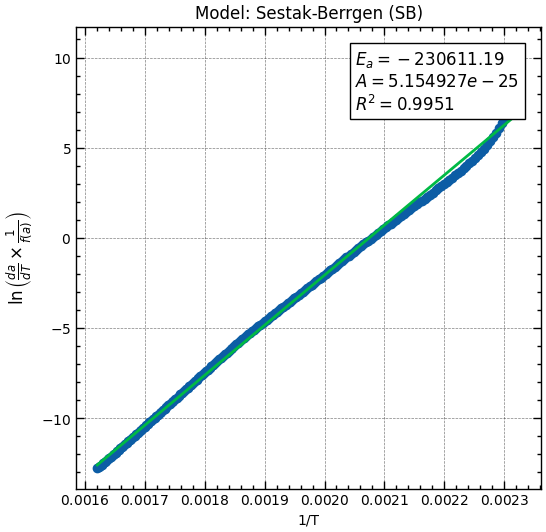 Model: Sestak-Berrgen (SB)
E_a = −230611.19
A = 5.154927e − 25
R² = 0.9951
10
5
0
−5
−10
ln(da/dT × 1/f(a))
0.0016 0.0017 0.0018 0.0019 0.0020 0.0021 0.0022 0.0023
1/T